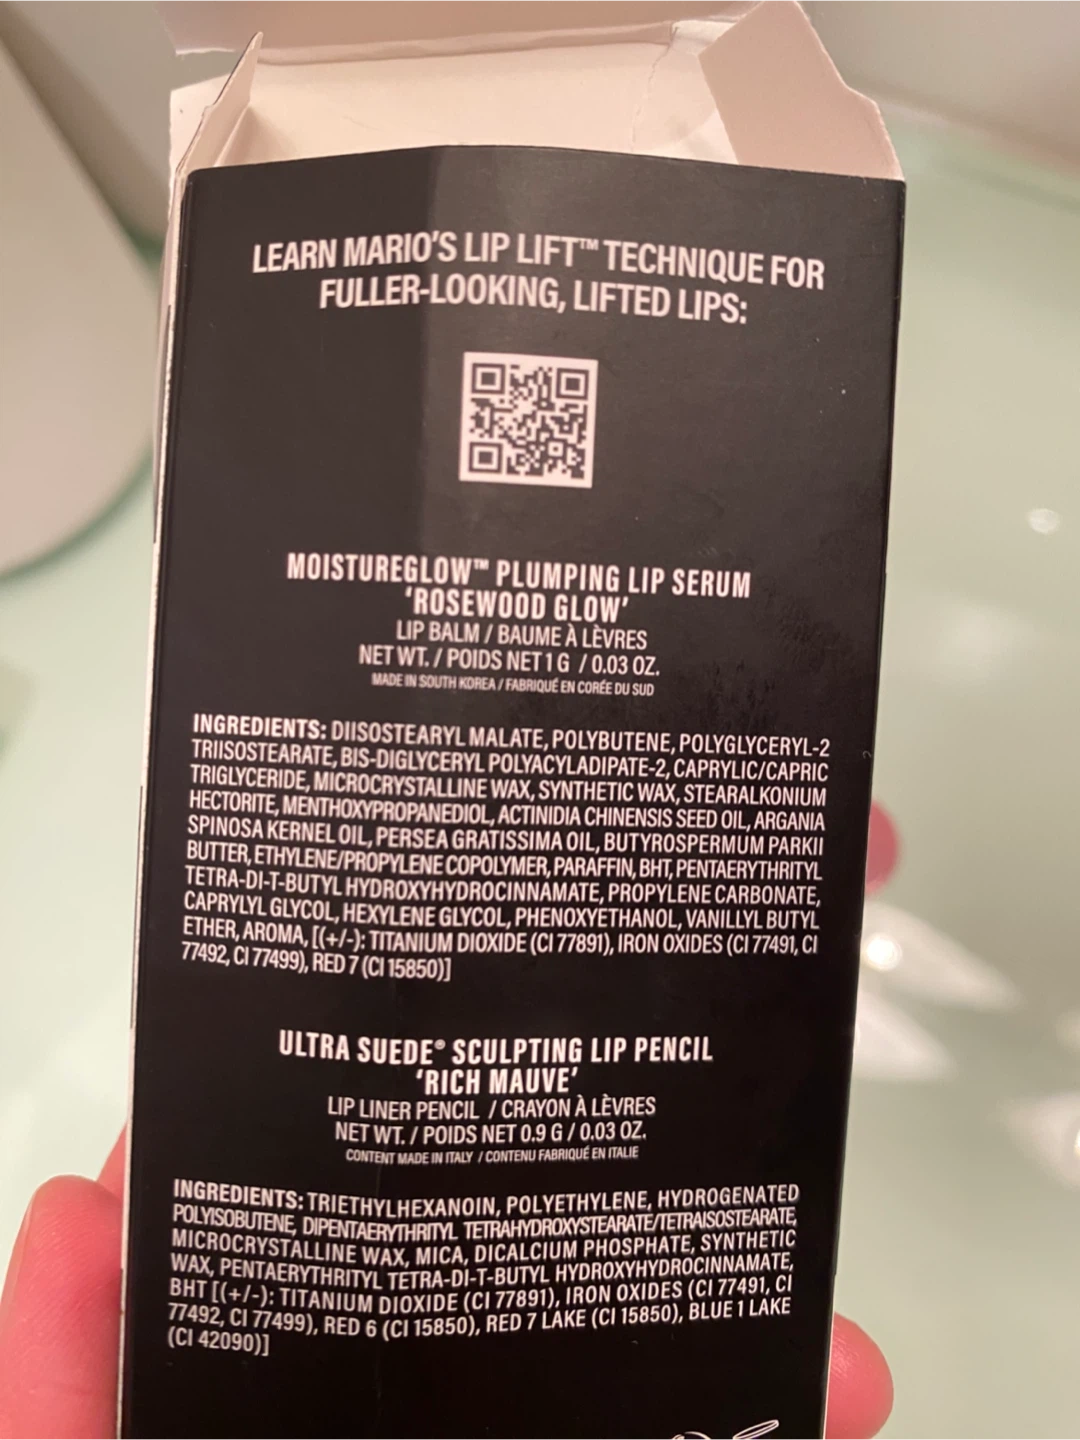 LEARN MARIO'S LIP LIFT™ TECHNIQUE FOR
FULLER-LOOKING, LIFTED LIPS:
MOISTUREGLOW™ PLUMPING LIP SERUM
'ROSEWOOD GLOW'
LIP BALM / BAUME À LÈVRES
NET WT. / POIDS NET 1 G / 0.03 OZ.
MADE IN SOUTH KOREA / FABRIQUÉ EN CORÉE DU SUD
INGREDIENTS: DIISOSTEARYL MALATE, POLYBUTENE, POLYGLYCERYL-2
TRIISOSTEARATE, BIS-DIGLYCERYL POLYACYLADIPATE-2, CAPRYLIC/CAPRIC
TRIGLYCERIDE, MICROCRYSTALLINE WAX, SYNTHETIC WAX, STEARALKONIUM
HECTORITE, MENTHOXYPROPANEDIOL, ACTINIDIA CHINENSIS SEED OIL, ARGANIA
SPINOSA KERNEL OIL, PERSEA GRATISSIMA OIL, BUTYROSPERMUM PARKII
BUTTER, ETHYLENE/PROPYLENE COPOLYMER, PARAFFIN, BHT, PENTAERYTHRITYL
TETRA-DI-T-BUTYL HYDROXYHYDROCINNAMATE, PROPYLENE CARBONATE,
CAPRYLYL GLYCOL, HEXYLENE GLYCOL, PHENOXYETHANOL, VANILLYL BUTYL
ETHER, AROMA, [(+/-): TITANIUM DIOXIDE (CI 77891), IRON OXIDES (CI 77491, CI
77492, CI 77499), RED 7 (CI 15850)]
ULTRA SUEDE® SCULPTING LIP PENCIL
'RICH MAUVE'
LIP LINER PENCIL / CRAYON À LÈVRES
NET WT. / POIDS NET 0.9 G / 0.03 OZ.
CONTENT MADE IN ITALY / CONTENU FABRIQUÉ EN ITALIE
INGREDIENTS: TRIETHYLHEXANOIN, POLYETHYLENE, HYDROGENATED
POLYISOBUTENE, DIPENTAERYTHRITYL TETRAHYDROXYSTEARATE/TETRAISOSTEARATE,
MICROCRYSTALLINE WAX, MICA, DICALCIUM PHOSPHATE, SYNTHETIC
WAX, PENTAERYTHRITYL TETRA-DI-T-BUTYL HYDROXYHYDROCINNAMATE,
BHT [(+/-): TITANIUM DIOXIDE (CI 77891), IRON OXIDES (CI 77491, CI
77492, CI 77499), RED 6 (CI 15850), RED 7 LAKE (CI 15850), BLUE 1 LAKE
(CI 42090)]